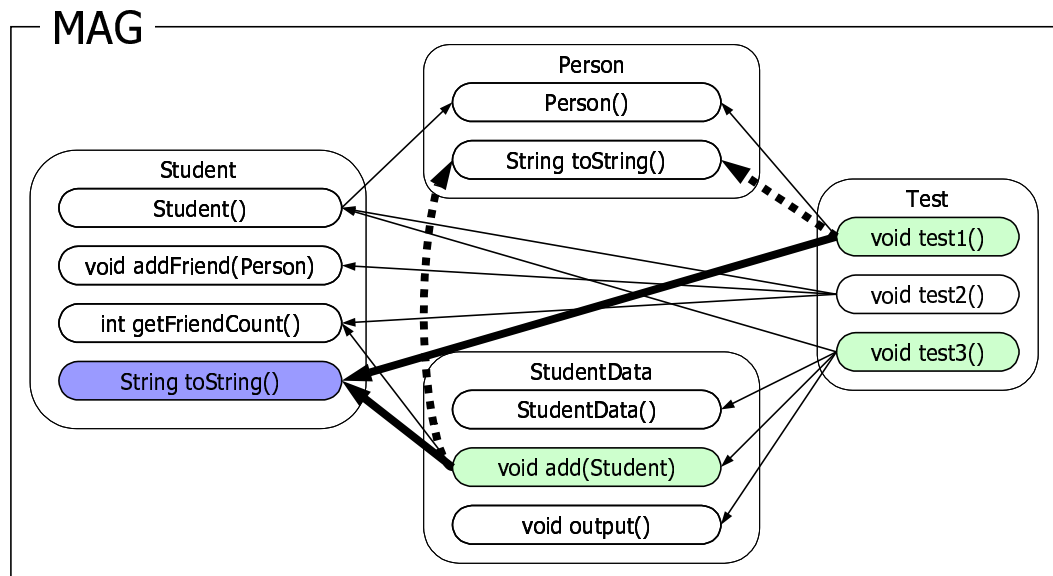 MAG
Person
Person()
String toString()
Student
Student()
void addFriend(Person)
int getFriendCount()
String toString()
Test
void test1()
void test2()
void test3()
StudentData
StudentData()
void add(Student)
void output()